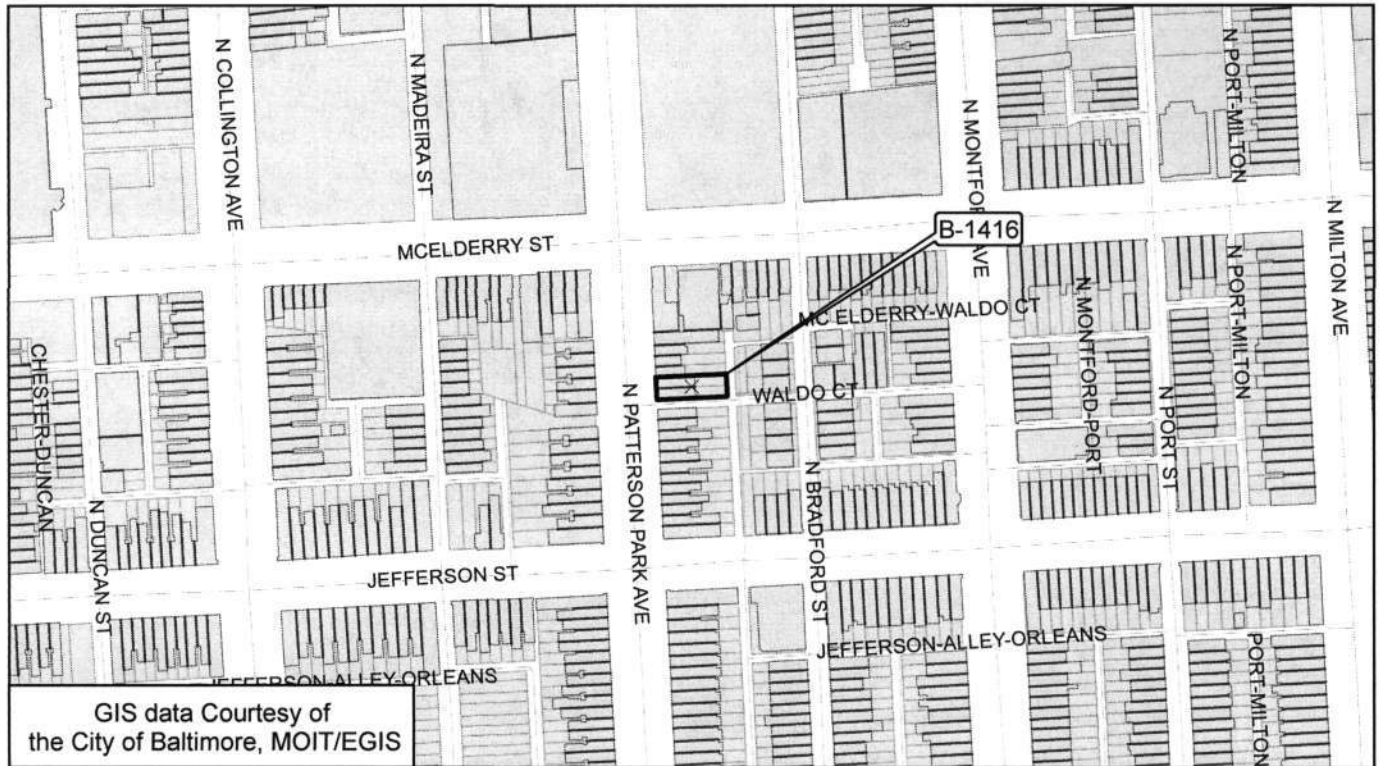 N COLLINGTON AVE
N MADEIRA ST
N MONTFORD AVE
N PORT-MILTON
N MILTON AVE
MCELDERRY ST
B-1416
MC ELDERRY-WALDO CT
WALDO CT
N MONTFORD-PORT
N PORT-MILTON
CHESTER-DUNCAN
N DUNCAN ST
N PATTERSON PARK AVE
X
N BRADFORD ST
N PORT ST
JEFFERSON ST
JEFFERSON-ALLEY-ORLEANS
JEFFERSON-ALLEY-ORLEANS
PORT-MILTON
GIS data Courtesy of
the City of Baltimore, MOIT/EGIS